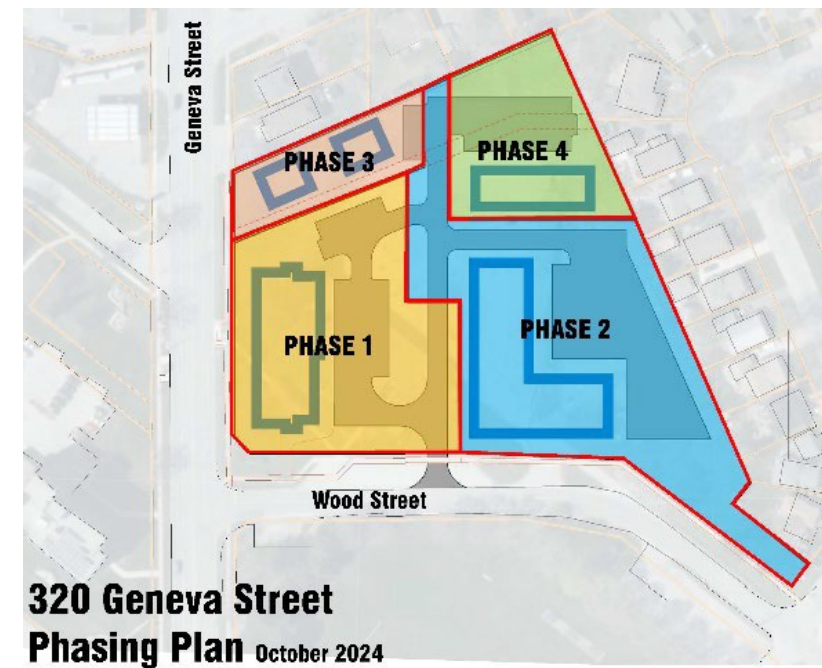 Geneva Street
PHASE 3
PHASE 4
PHASE 1
PHASE 2
Wood Street
320 Geneva Street
Phasing Plan October 2024